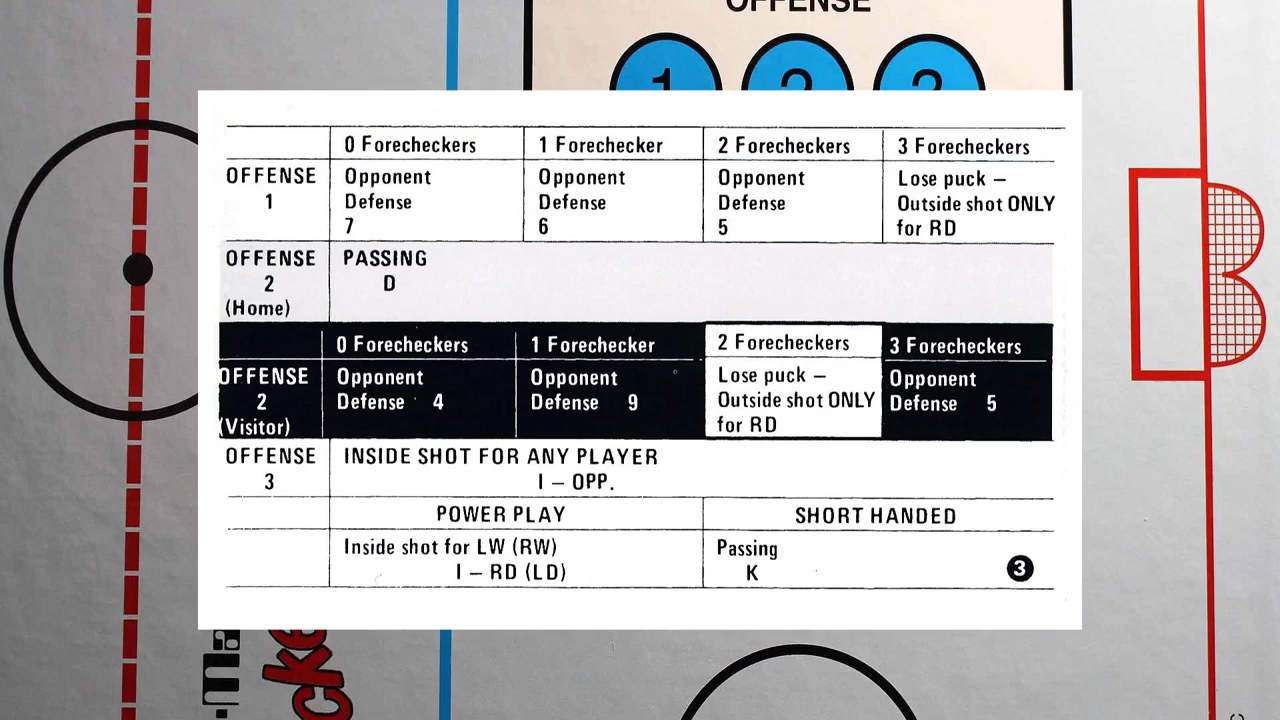 OFFENSE
1 2 3
0 Forecheckers 1 Forechecker 2 Forecheckers 3 Forecheckers
OFFENSE
1
Opponent
Defense
7
Opponent
Defense
6
Opponent
Defense
5
Lose puck —
Outside shot ONLY
for RD
OFFENSE
2
(Home)
PASSING
D
0 Forecheckers 1 Forechecker 2 Forecheckers 3 Forecheckers
OFFENSE
2
(Visitor)
Opponent
Defense 4
Opponent
Defense 9
Lose puck —
Outside shot ONLY
for RD
Opponent
Defense 5
OFFENSE
3
INSIDE SHOT FOR ANY PLAYER
I — OPP.
POWER PLAY SHORT HANDED
Inside shot for LW (RW)
I — RD (LD)
Passing
K
3